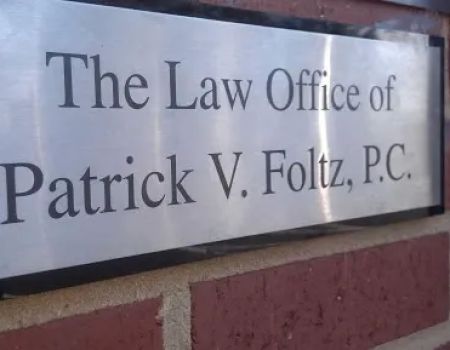 The Law Office of
Patrick V. Foltz, P.C.